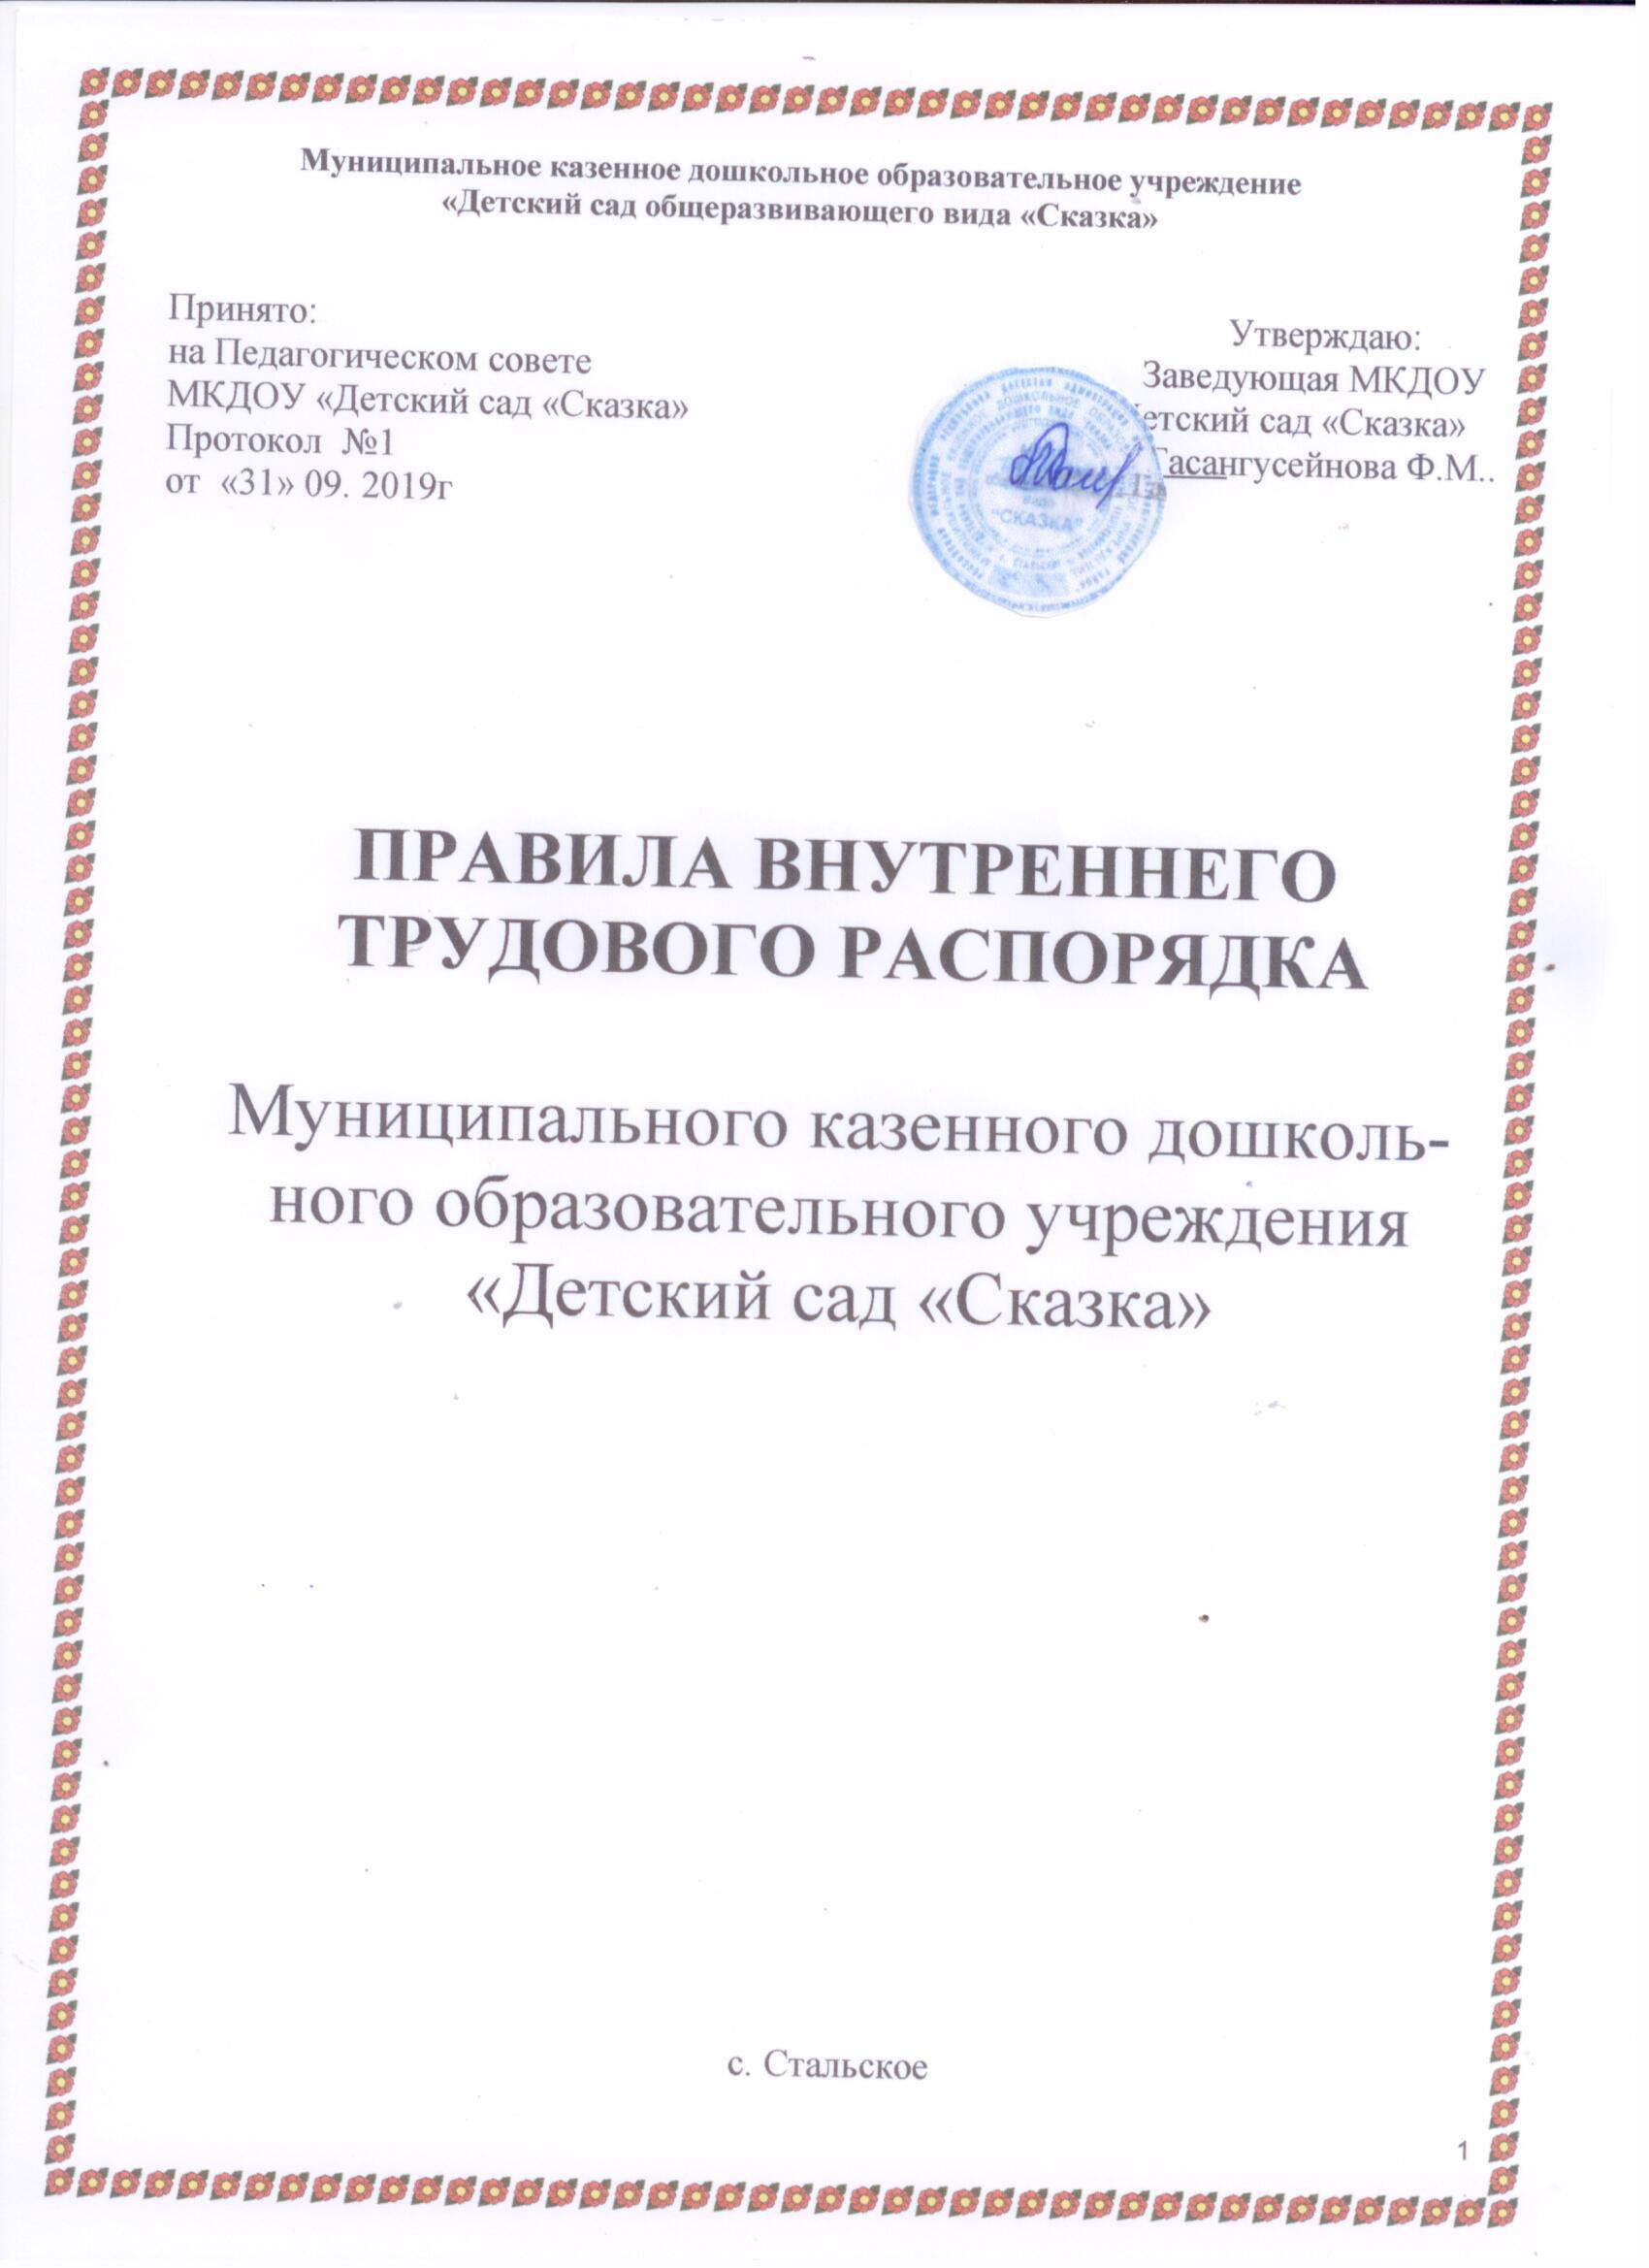 Муниципальное казенное дошкольное образовательное учреждение
«Детский сад общеразвивающего вида «Сказка»
Принято:
на Педагогическом совете
МКДОУ «Детский сад «Сказка»
Протокол №1
от «31» 09. 2019г
Утверждаю:
Заведующая МКДОУ
етский сад «Сказка»
Гасангусейнова Ф.М..
"СКАЗКА"
ПРАВИЛА ВНУТРЕННЕГО
ТРУДОВОГО РАСПОРЯДКА
Муниципального казенного дошколь-
ного образовательного учреждения
«Детский сад «Сказка»
с. Стальское
1